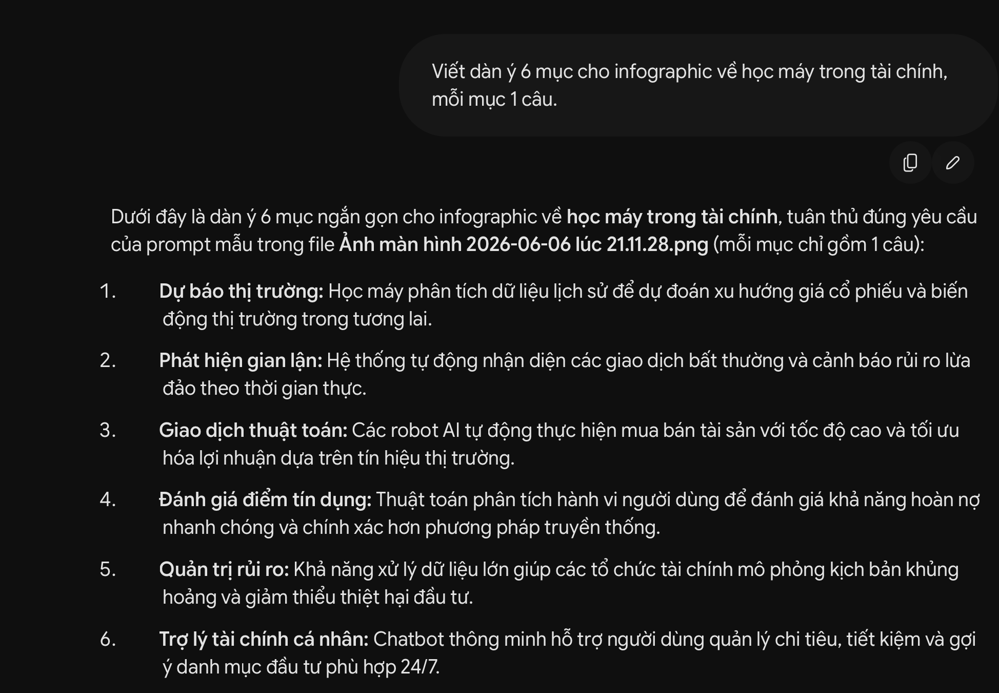 Viết dàn ý 6 mục cho infographic về học máy trong tài chính,
mỗi mục 1 câu.
Dưới đây là dàn ý 6 mục ngắn gọn cho infographic về học máy trong tài chính, tuân thủ đúng yêu cầu
của prompt mẫu trong file Ảnh màn hình 2026-06-06 lúc 21.11.28.png (mỗi mục chỉ gồm 1 câu):
1. Dự báo thị trường: Học máy phân tích dữ liệu lịch sử để dự đoán xu hướng giá cổ phiếu và biến
động thị trường trong tương lai.
2. Phát hiện gian lận: Hệ thống tự động nhận diện các giao dịch bất thường và cảnh báo rủi ro lừa
đảo theo thời gian thực.
3. Giao dịch thuật toán: Các robot AI tự động thực hiện mua bán tài sản với tốc độ cao và tối ưu
hóa lợi nhuận dựa trên tín hiệu thị trường.
4. Đánh giá điểm tín dụng: Thuật toán phân tích hành vi người dùng để đánh giá khả năng hoàn nợ
nhanh chóng và chính xác hơn phương pháp truyền thống.
5. Quản trị rủi ro: Khả năng xử lý dữ liệu lớn giúp các tổ chức tài chính mô phỏng kịch bản khủng
hoảng và giảm thiểu thiệt hại đầu tư.
6. Trợ lý tài chính cá nhân: Chatbot thông minh hỗ trợ người dùng quản lý chi tiêu, tiết kiệm và gợi
ý danh mục đầu tư phù hợp 24/7.